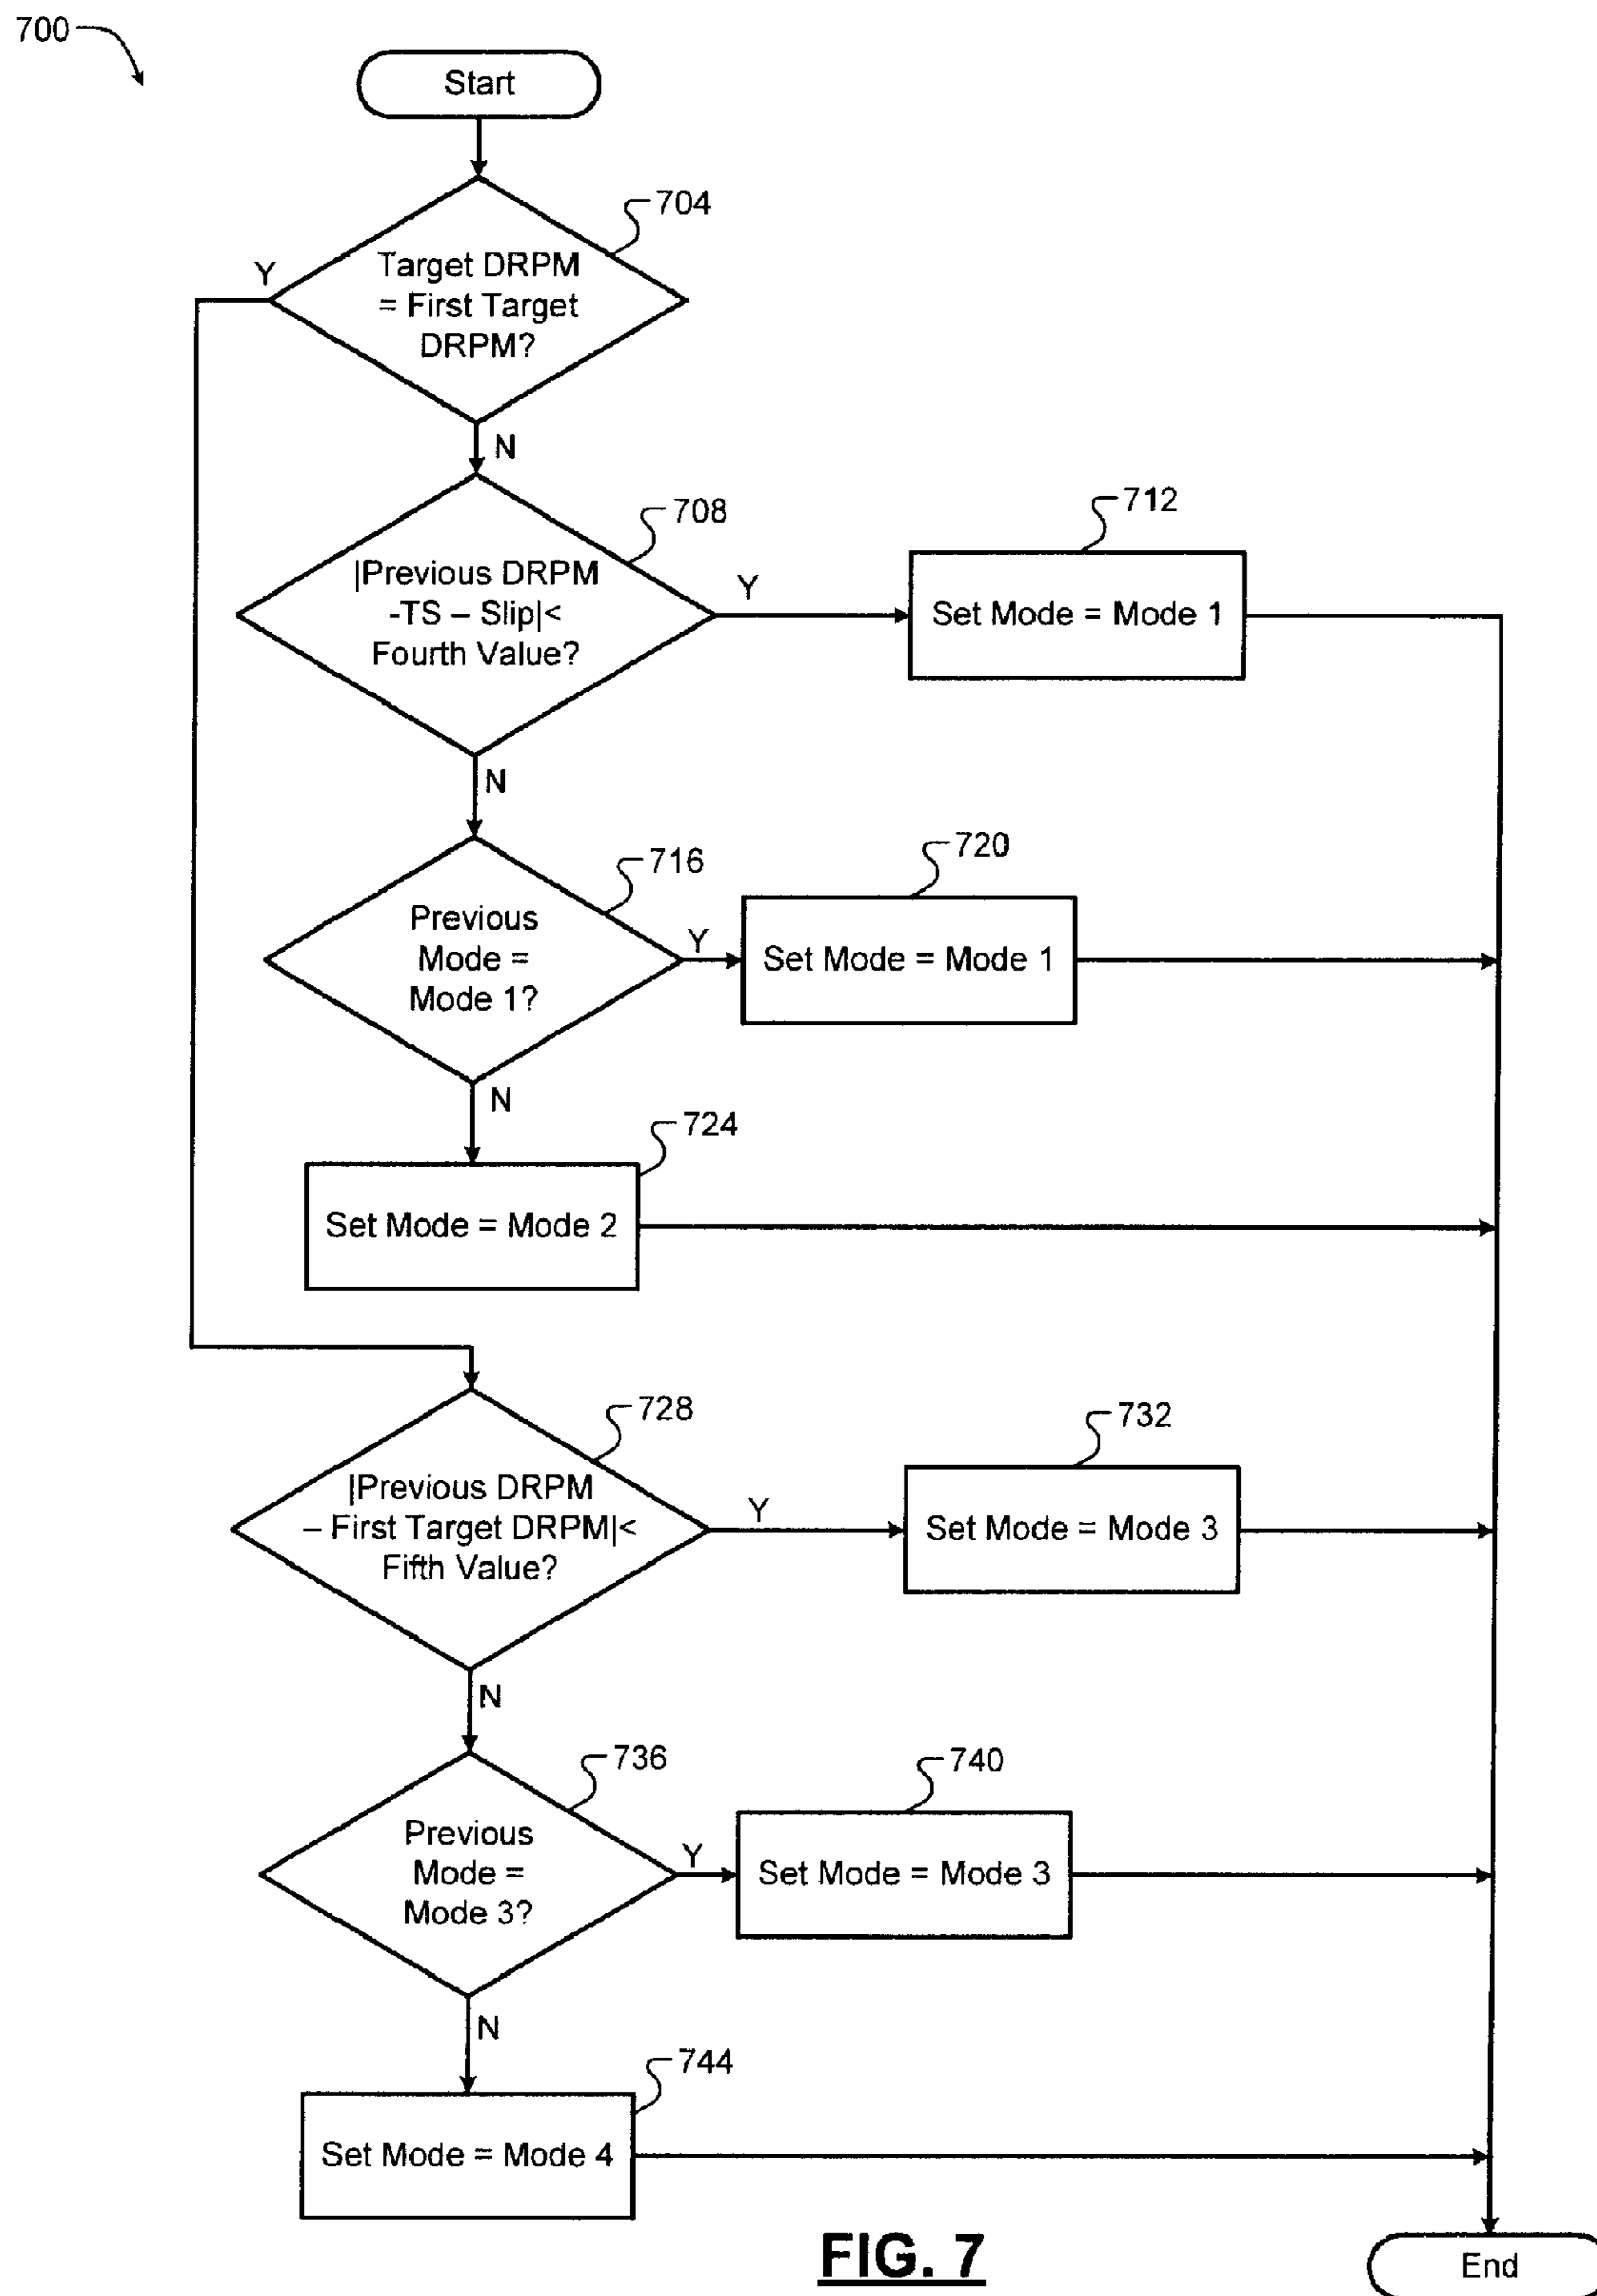 700
Start
704
Y
Target DRPM
= First Target
DRPM?
N
708
|Previous DRPM
-TS – Slip|<
Fourth Value?
Y
712
Set Mode = Mode 1
N
716
Previous
Mode =
Mode 1?
Y
720
Set Mode = Mode 1
N
724
Set Mode = Mode 2
728
|Previous DRPM
– First Target DRPM|<
Fifth Value?
Y
732
Set Mode = Mode 3
N
736
Previous
Mode =
Mode 3?
Y
740
Set Mode = Mode 3
N
744
Set Mode = Mode 4
FIG. 7
End